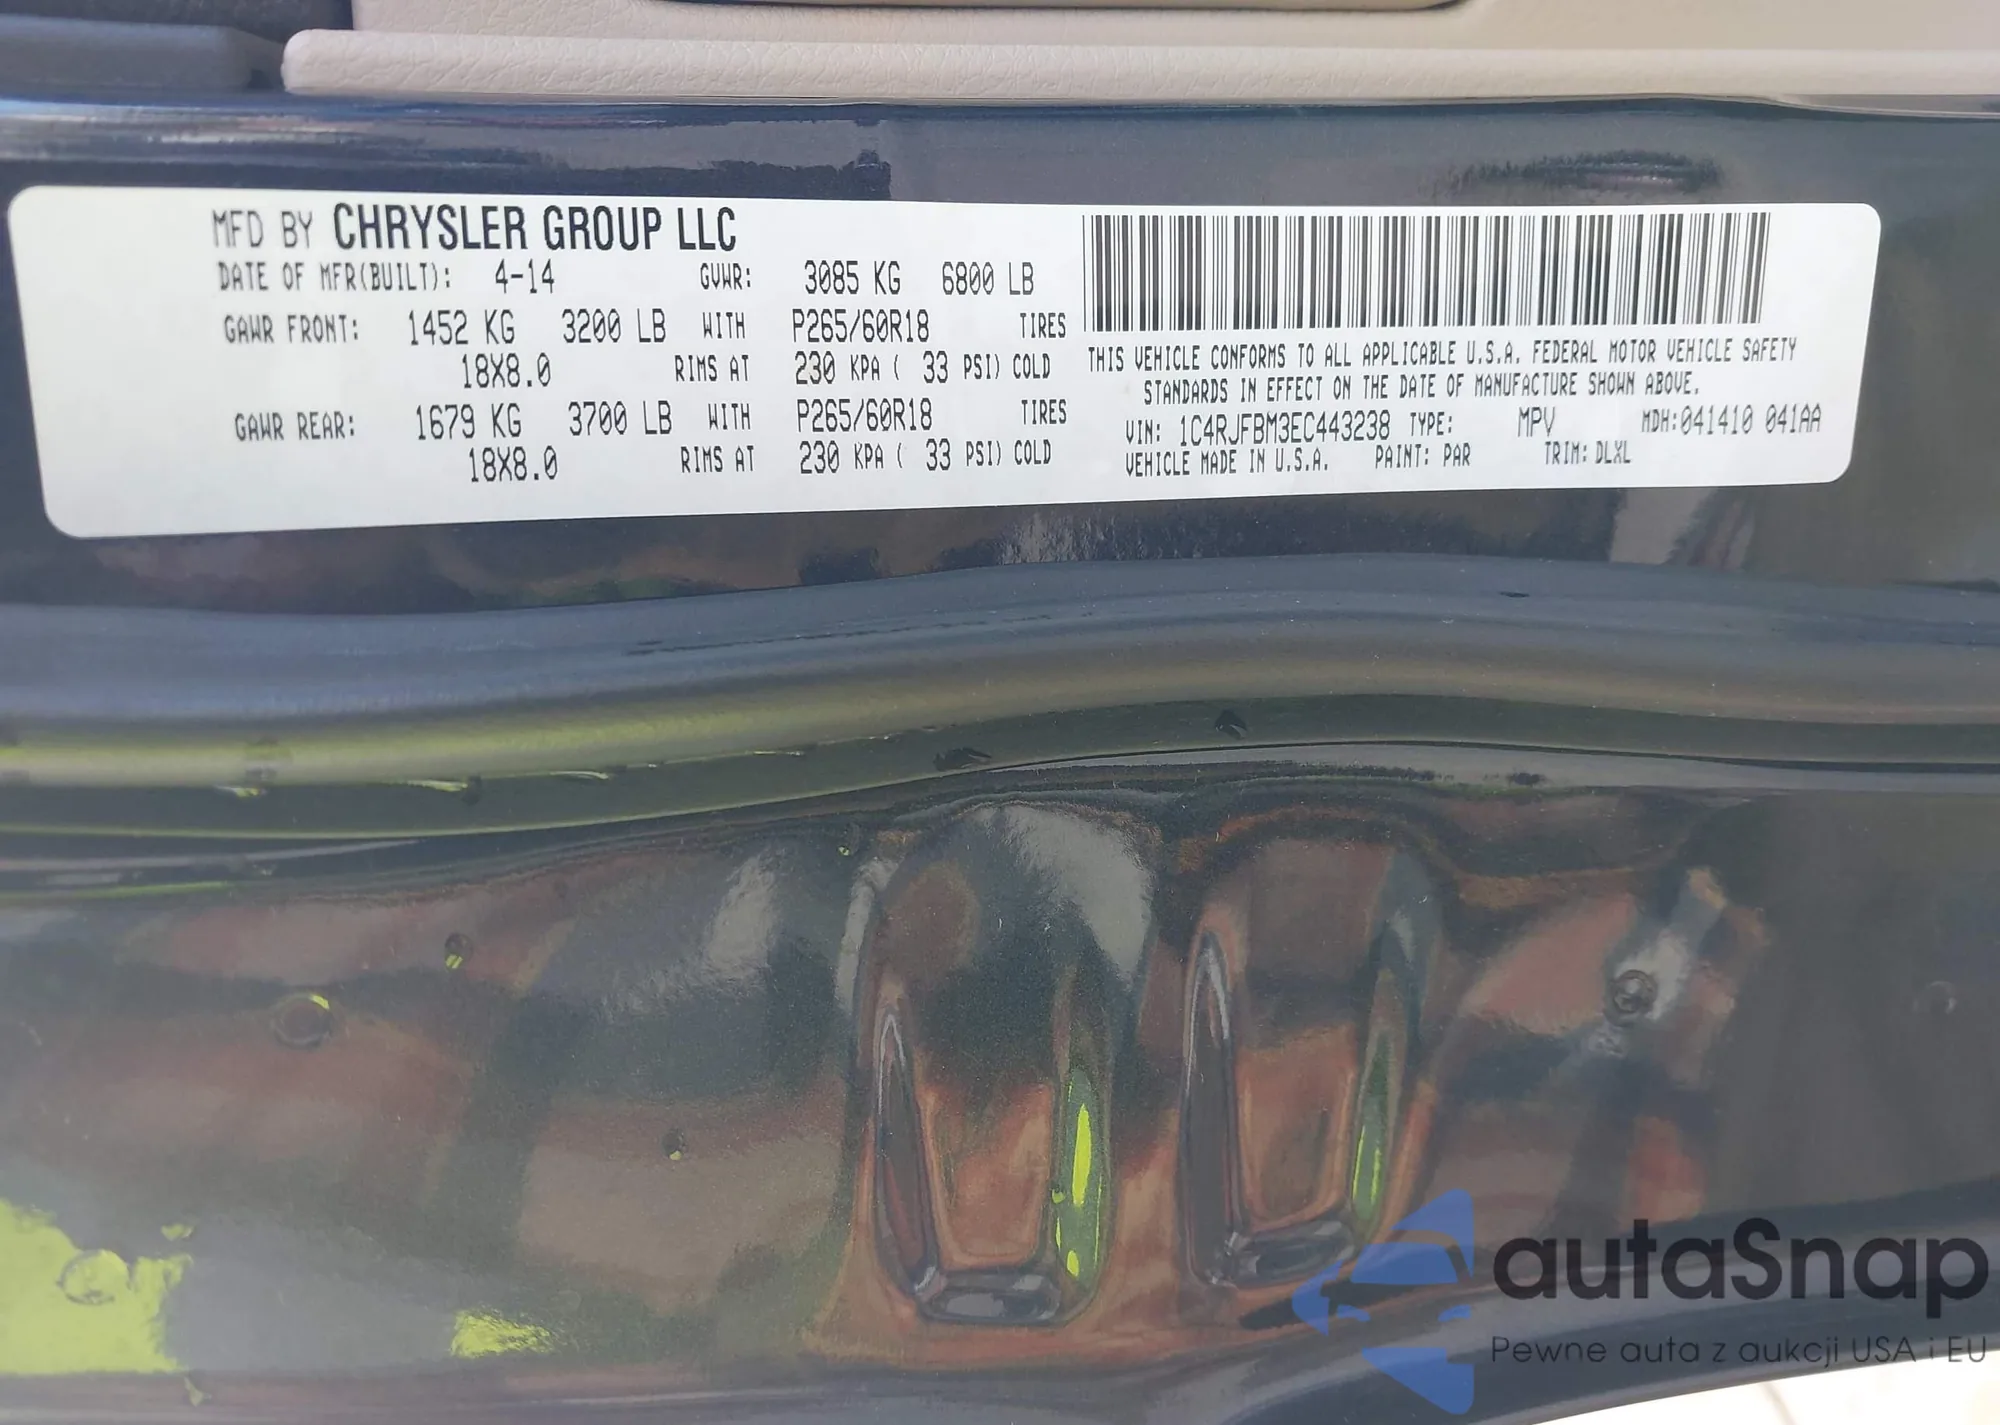 MFD BY CHRYSLER GROUP LLC
DATE OF MFR(BUILT): 4-14 GVWR: 3085 KG 6800 LB
GAWR FRONT: 1452 KG 3200 LB WITH P265/60R18 TIRES
18X8.0 RIMS AT 230 KPA ( 33 PSI) COLD
GAWR REAR: 1679 KG 3700 LB WITH P265/60R18 TIRES
18X8.0 RIMS AT 230 KPA ( 33 PSI) COLD
THIS VEHICLE CONFORMS TO ALL APPLICABLE U.S.A. FEDERAL MOTOR VEHICLE SAFETY
STANDARDS IN EFFECT ON THE DATE OF MANUFACTURE SHOWN ABOVE.
VIN: 1C4RJFBM3EC443238 TYPE: MPV MDH:041410 041AA
VEHICLE MADE IN U.S.A. PAINT: PAR TRIM: DLXL
autaSnap
Pewne auta z aukcji USA i EU